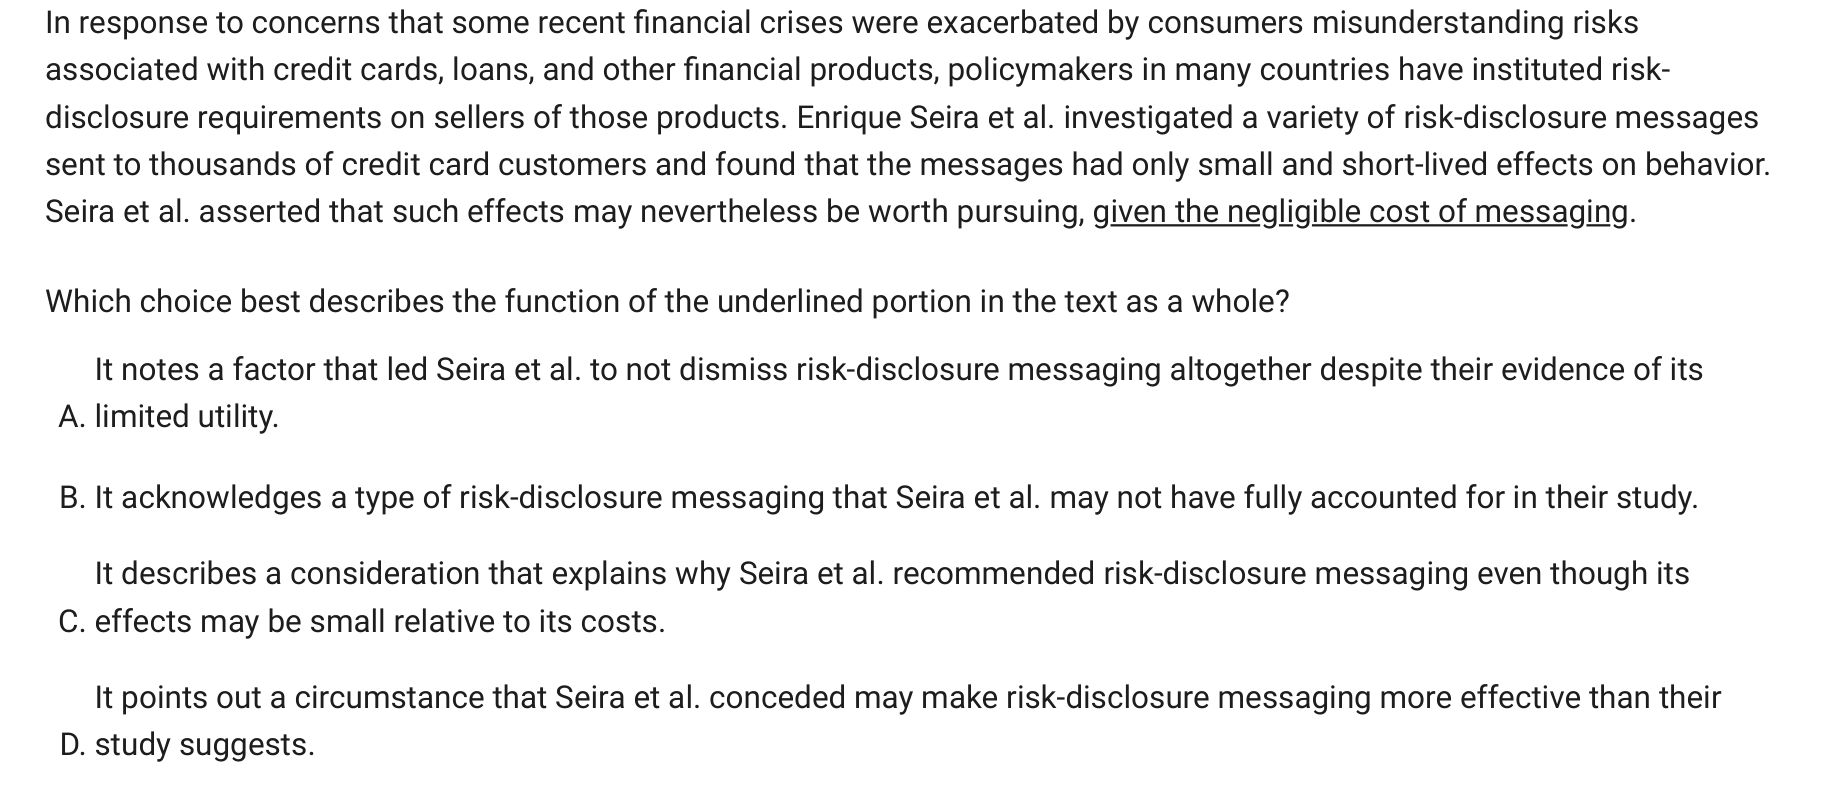 In response to concerns that some recent financial crises were exacerbated by consumers misunderstanding risks
associated with credit cards, loans, and other financial products, policymakers in many countries have instituted risk-
disclosure requirements on sellers of those products. Enrique Seira et al. investigated a variety of risk-disclosure messages
sent to thousands of credit card customers and found that the messages had only small and short-lived effects on behavior.
Seira et al. asserted that such effects may nevertheless be worth pursuing, given the negligible cost of messaging.
Which choice best describes the function of the underlined portion in the text as a whole?
It notes a factor that led Seira et al. to not dismiss risk-disclosure messaging altogether despite their evidence of its
A. limited utility.
B. It acknowledges a type of risk-disclosure messaging that Seira et al. may not have fully accounted for in their study.
It describes a consideration that explains why Seira et al. recommended risk-disclosure messaging even though its
C. effects may be small relative to its costs.
It points out a circumstance that Seira et al. conceded may make risk-disclosure messaging more effective than their
D. study suggests.